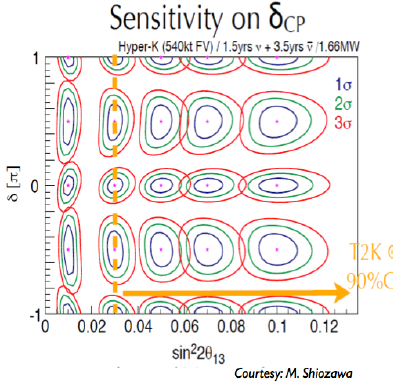 Sensitivity on δCP
Hyper-K (540kt FV) / 1.5yrs ν + 3.5yrs ν̅ /1.66MW
1
1σ
2σ
3σ
δ [π]
0
T2K @
90%C
-1
0 0.02 0.04 0.06 0.08 0.1 0.12
sin²2θ₁₃
Courtesy: M. Shiozawa